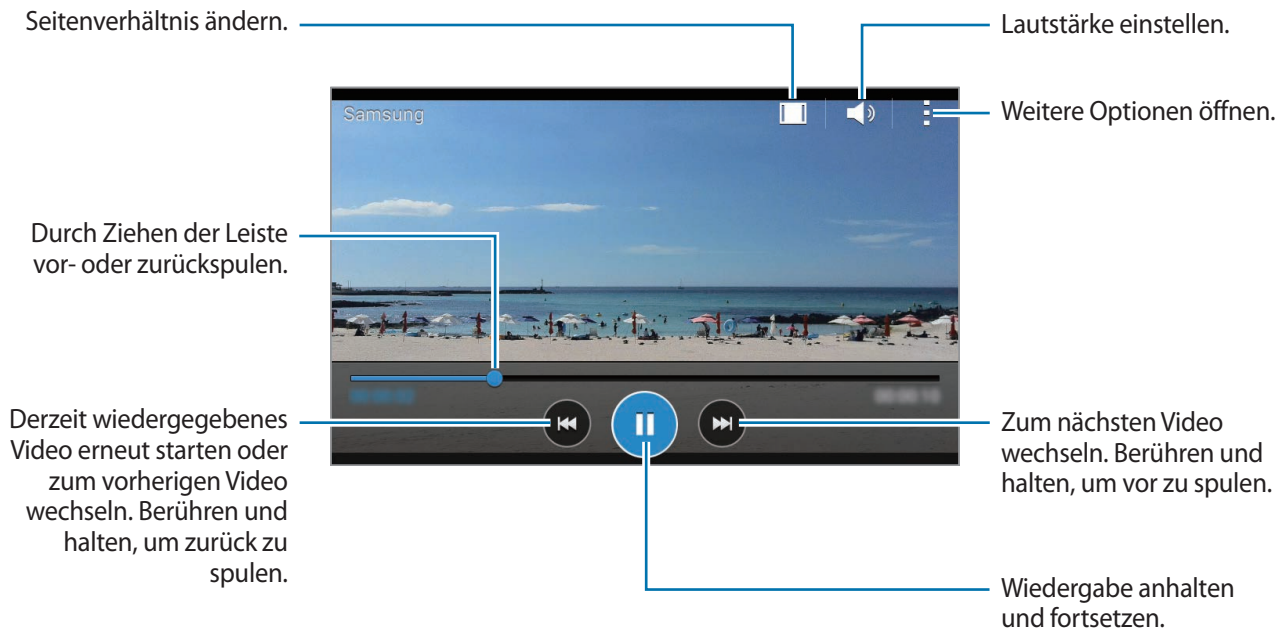 Seitenverhältnis ändern.
Lautstärke einstellen.
Samsung
Weitere Optionen öffnen.
Durch Ziehen der Leiste
vor- oder zurückspulen.
Derzeit wiedergegebenes
Video erneut starten oder
zum vorherigen Video
wechseln. Berühren und
halten, um zurück zu
spulen.
Zum nächsten Video
wechseln. Berühren und
halten, um vor zu spulen.
Wiedergabe anhalten
und fortsetzen.